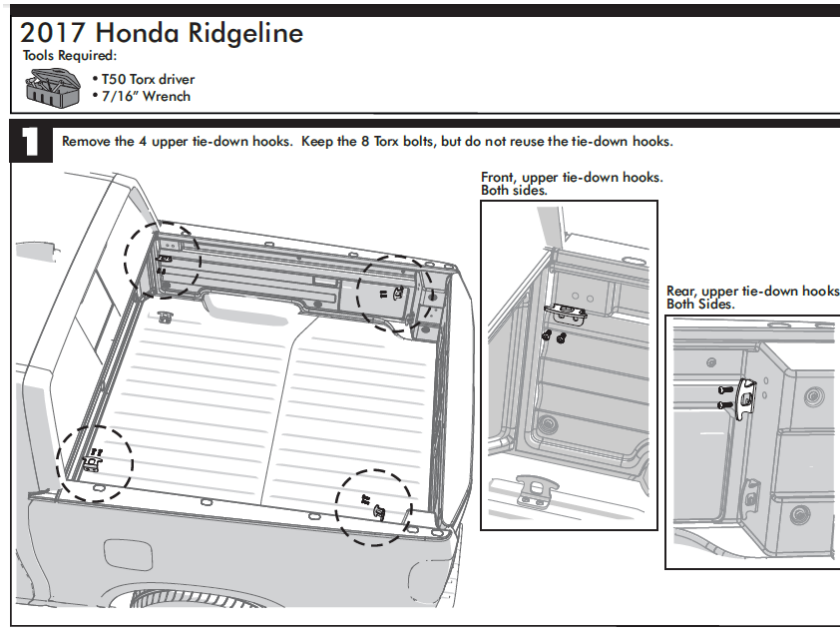 2017 Honda Ridgeline
Tools Required:
• T50 Torx driver
• 7/16” Wrench
1
Remove the 4 upper tie-down hooks. Keep the 8 Torx bolts, but do not reuse the tie-down hooks.
Front, upper tie-down hooks.
Both sides.
Rear, upper tie-down hooks
Both Sides.